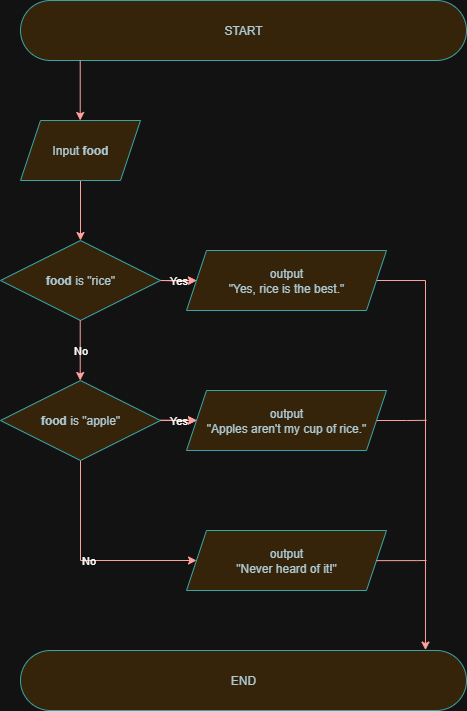 START
Input food
food is "rice"
Yes
output
"Yes, rice is the best."
No
food is "apple"
Yes
output
"Apples aren't my cup of rice."
No
output
"Never heard of it!"
END